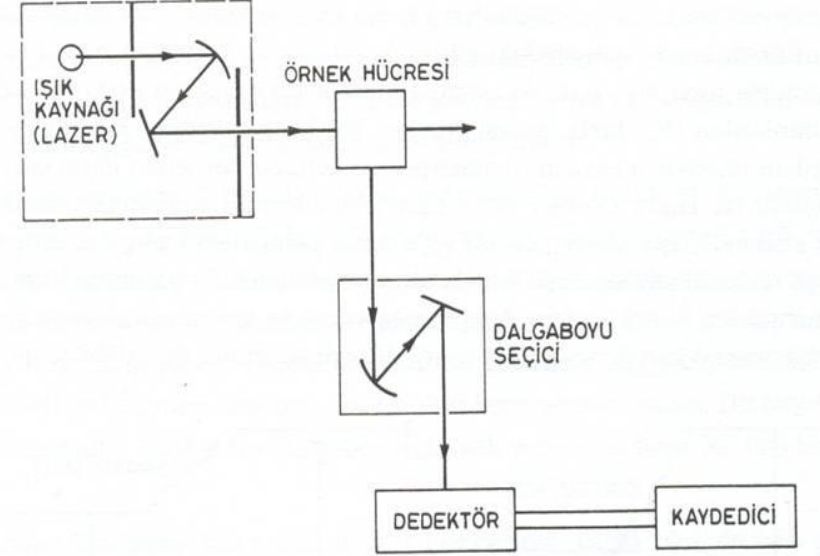 IŞIK
KAYNAĞI
(LAZER)
ÖRNEK HÜCRESİ
DALGABOYU
SEÇİCİ
DEDEKTÖR
KAYDEDİCİ